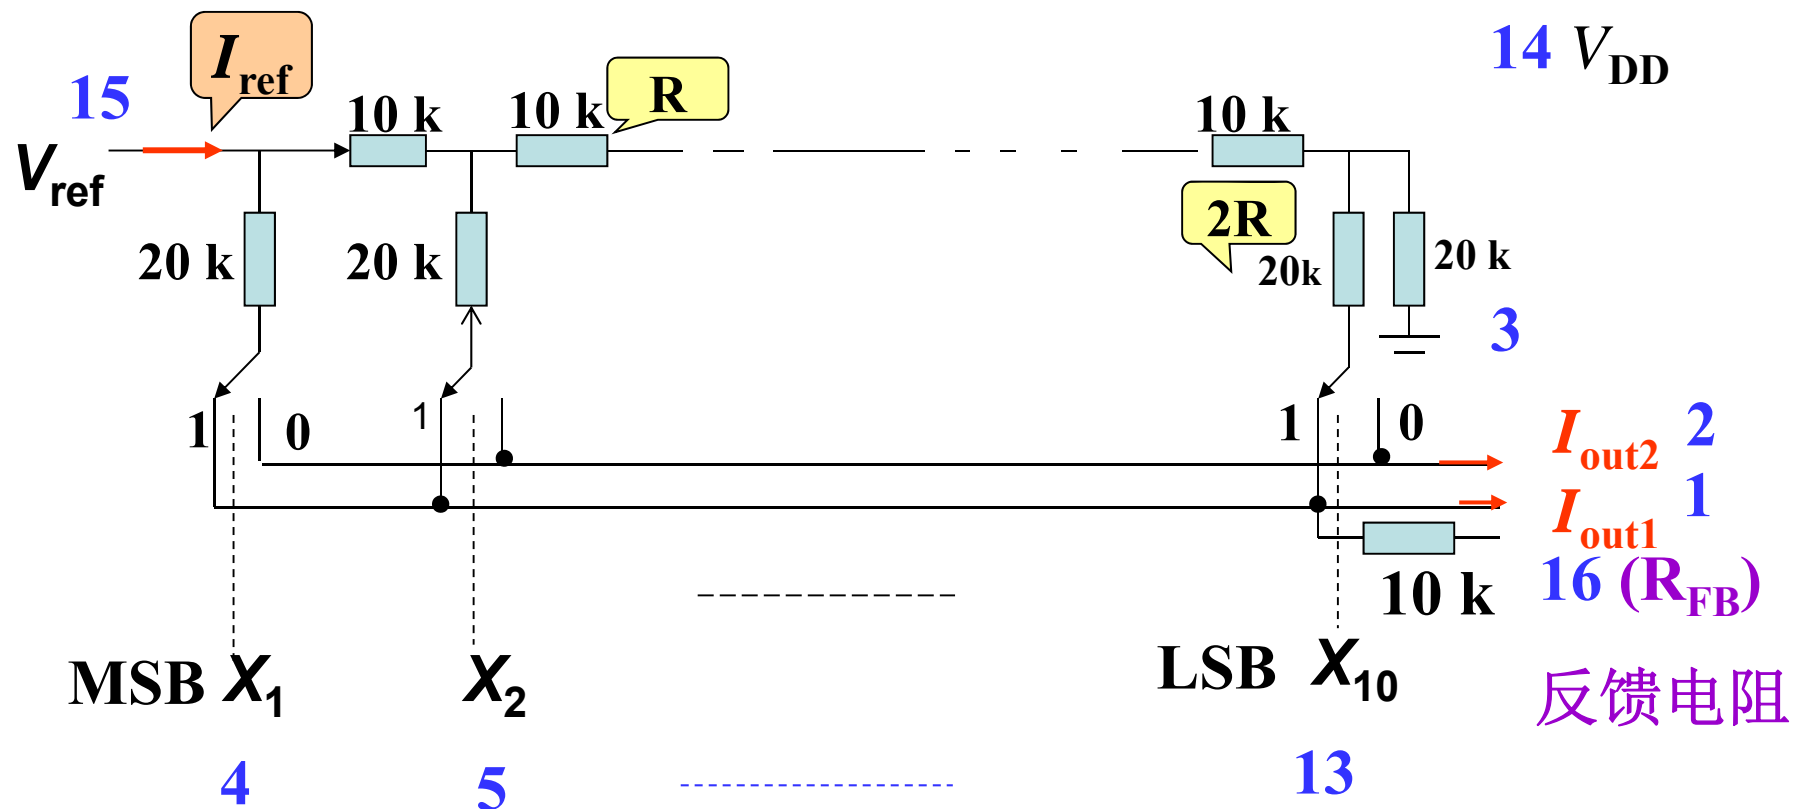 14 V_DD
I_ref
15
10 k
10 k
R
10 k
V_ref
2R
20 k
20 k
20k
20 k
3
1
0
1
1
0
I_out2 2
I_out1 1
16 (R_FB)
10 k
MSB X_1
X_2
LSB X_10
反馈电阻
4
5
13